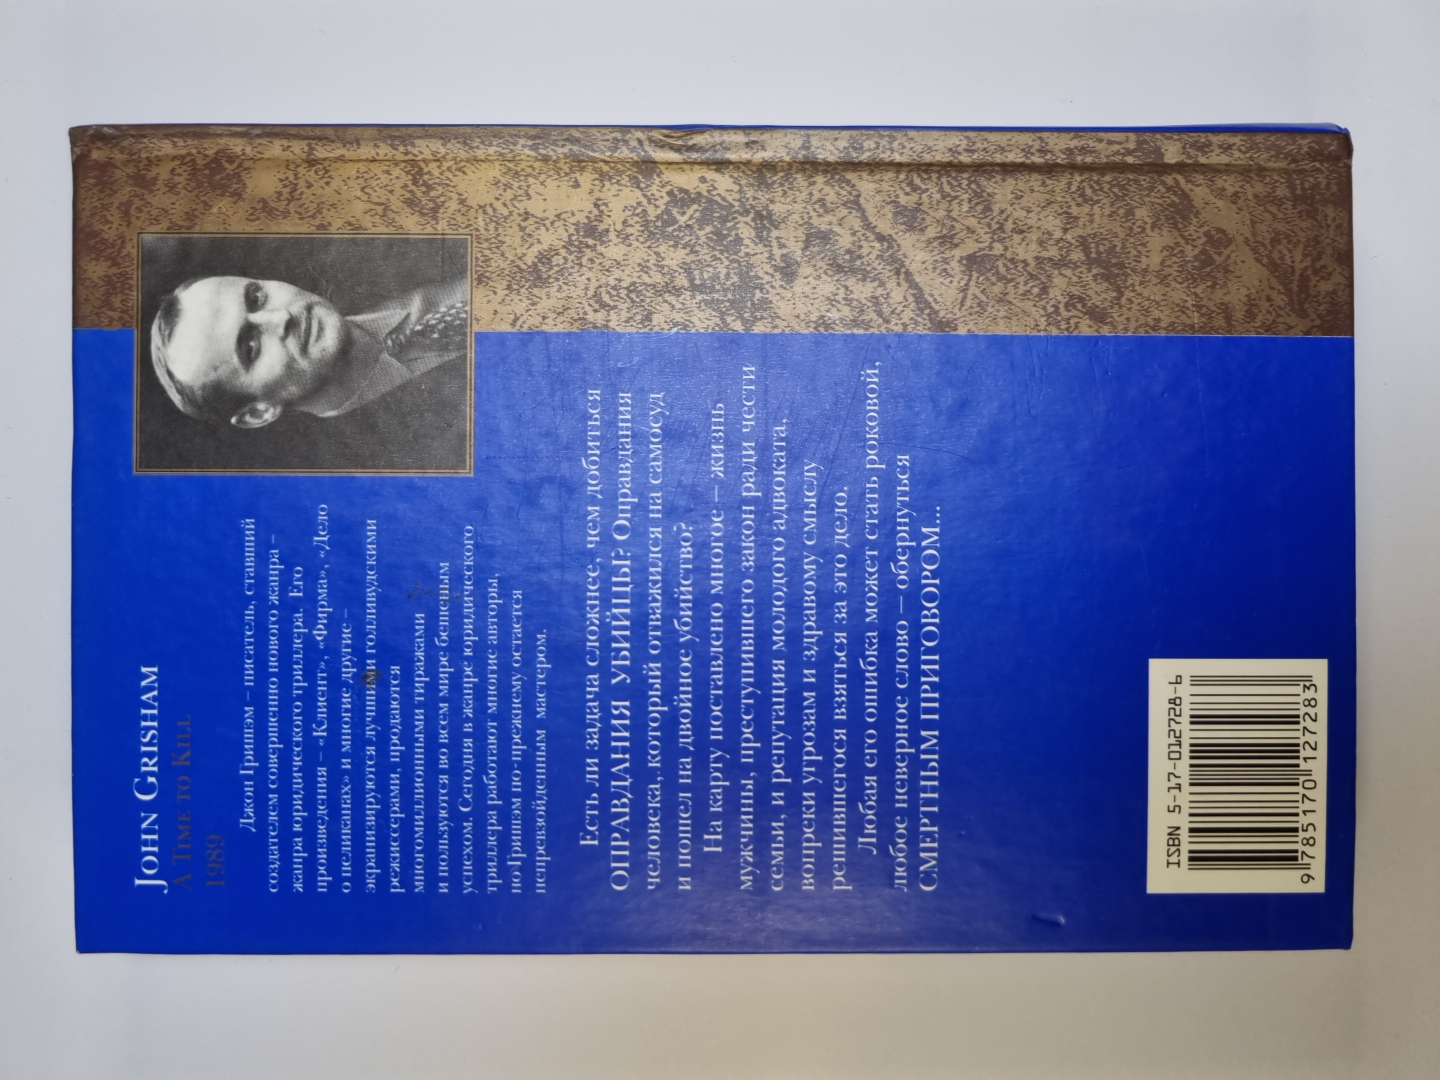 JOHN GRISHAM
A TIME TO KILL
1989
Джон Гришэм – писатель, ставший
создателем совершенно нового жанра –
жанра юридического триллера. Его
произведения – «Клиент», «Фирма», «Дело
о пеликанах» и многие другие –
экранизируются лучшими голливудскими
режиссерами, продаются
многомиллионными тиражами
и пользуются во всем мире бешеным
успехом. Сегодня в жанре юридического
триллера работают многие авторы,
но Гришэм по-прежнему остается
непревзойденным мастером.
Есть ли задача сложнее, чем добиться
ОПРАВДАНИЯ УБИЙЦЫ? Оправдания
человека, который отважился на самосуд
и пошел на двойное убийство?
На карту поставлено многое – жизнь
мужчины, преступившего закон ради чести
семьи, и репутация молодого адвоката,
вопреки угрозам и здравому смыслу
решившегося взяться за это дело.
Любая его ошибка может стать роковой,
любое неверное слово – обернуться
СМЕРТНЫМ ПРИГОВОРОМ...
ISBN 5-17-012728-6
9 785170 127283